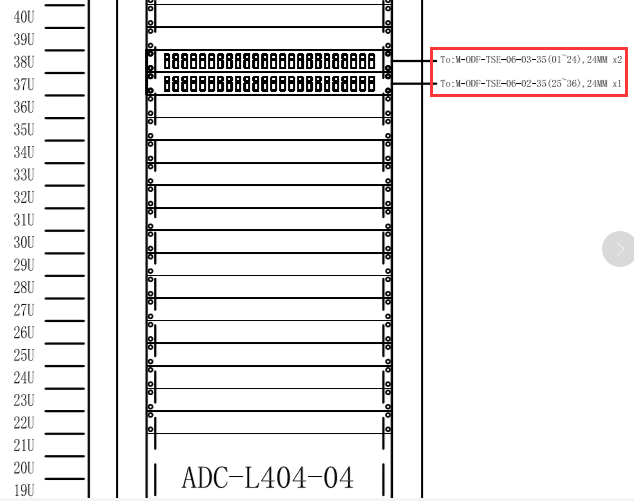 40U
39U
38U
To:M-ODF-TSE-06-03-35(01~24),24MM x2
37U
To:M-ODF-TSE-06-02-35(25~36),24MM x1
36U
35U
34U
33U
32U
31U
30U
29U
28U
27U
26U
25U
24U
23U
22U
21U
20U
ADC-L404-04
19U